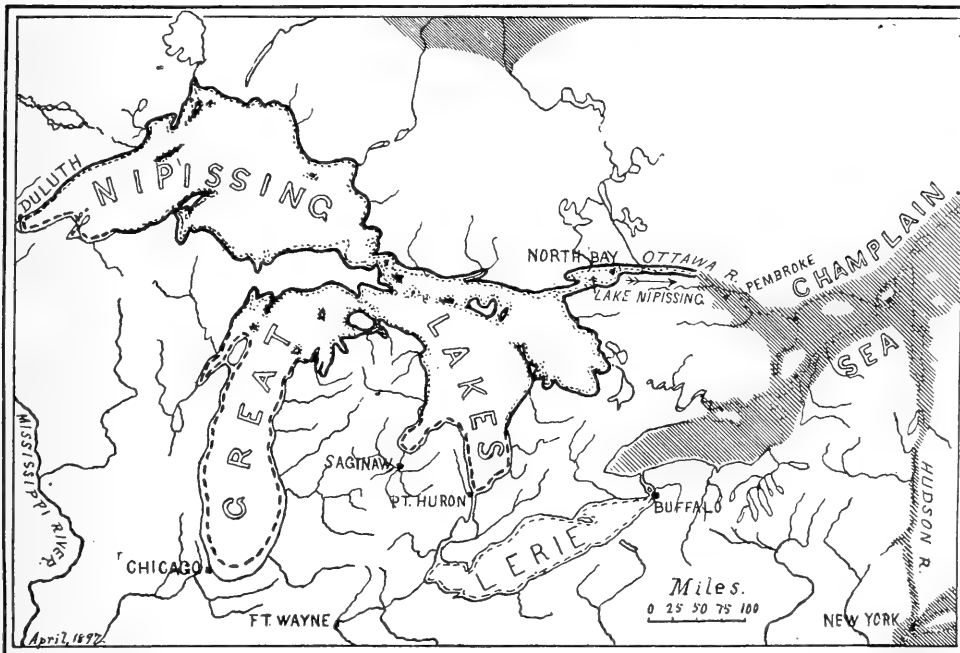 DULUTH
NIPISSING
GREAT
LAKES
NORTH BAY
OTTAWA R.
LAKE NIPISSING
PEMBROKE
CHAMPLAIN
SEA
MISSISSIPPI RIVER.
SAGINAW
PT. HURON
BUFFALO
L. ERIE
HUDSON R.
CHICAGO
FT. WAYNE
Miles.
0 25 50 75 100
NEW YORK
April, 1897.